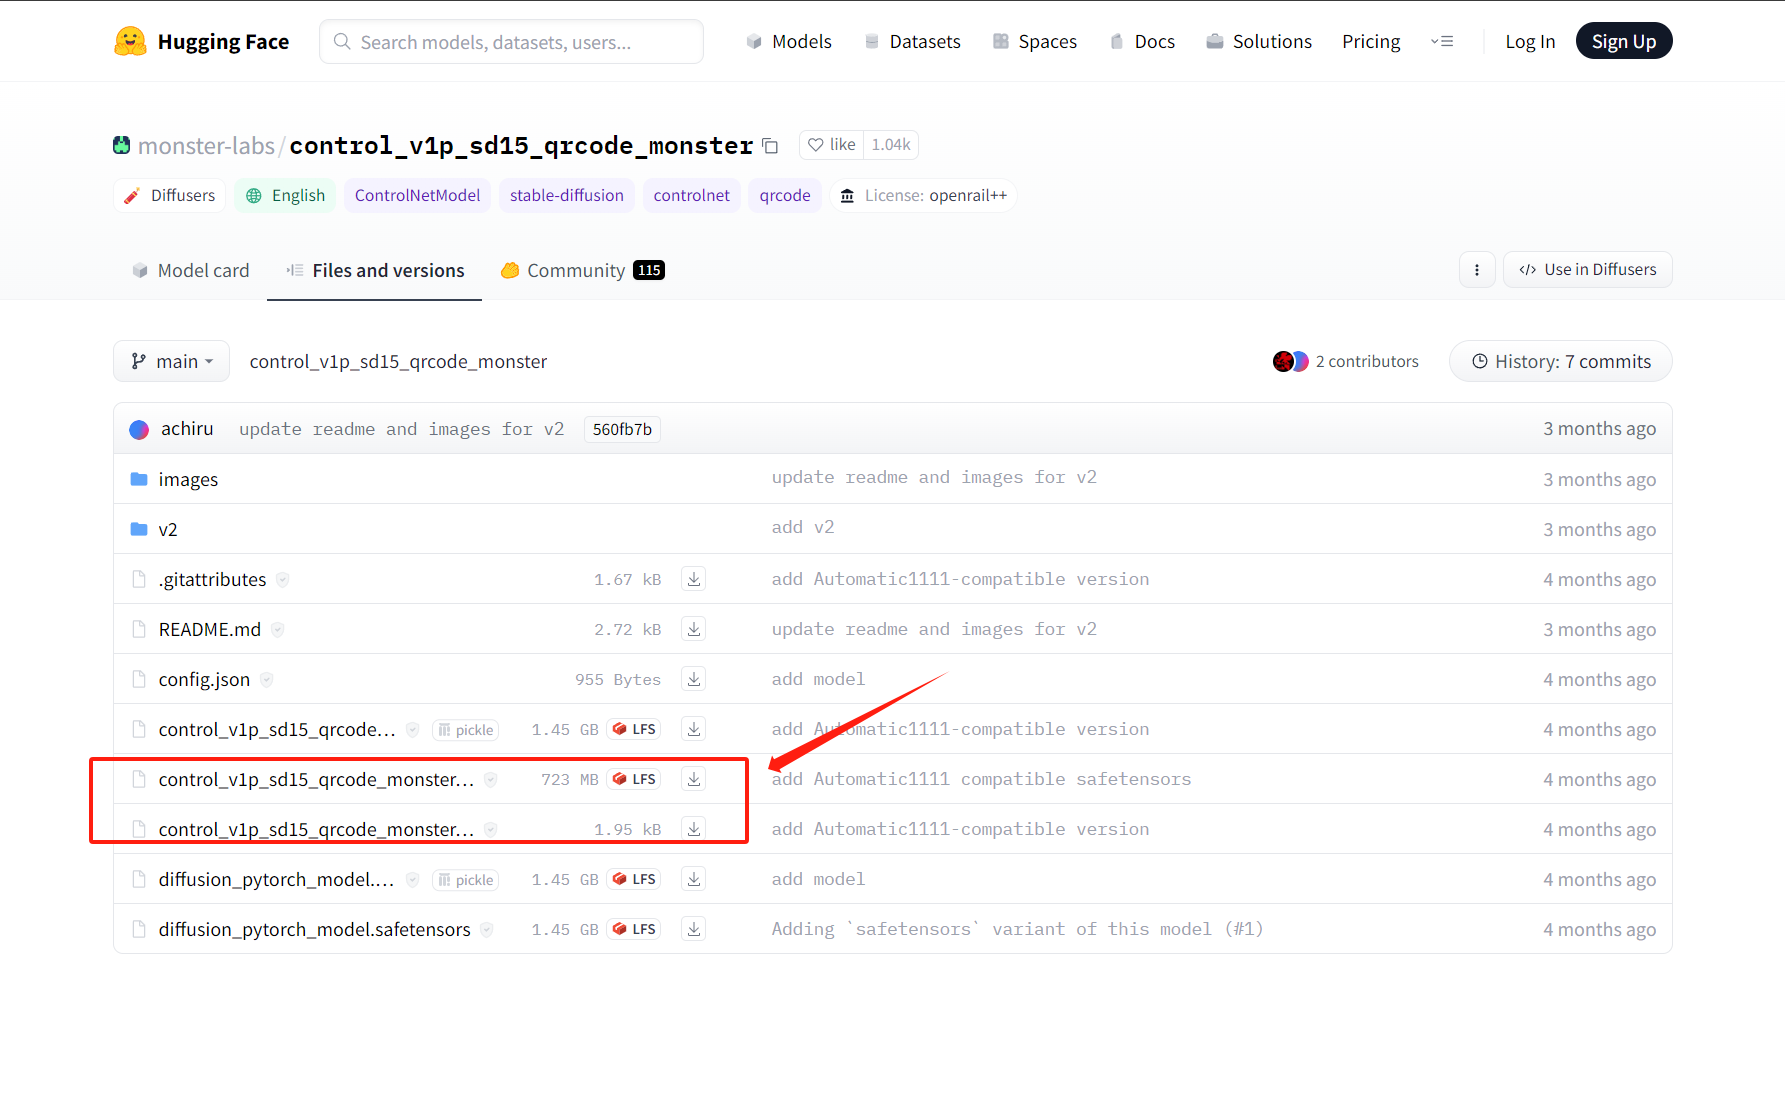 Hugging Face Search models, datasets, users... Models Datasets Spaces Docs Solutions Pricing Log In Sign Up
monster-labs/control_v1p_sd15_qrcode_monster like 1.04k
Diffusers English ControlNetModel stable-diffusion controlnet qrcode License: openrail++
Model card Files and versions Community 115 </> Use in Diffusers
main control_v1p_sd15_qrcode_monster 2 contributors History: 7 commits
achiru update readme and images for v2 560fb7b 3 months ago
images update readme and images for v2 3 months ago
v2 add v2 3 months ago
.gitattributes 1.67 kB add Automatic1111-compatible version 4 months ago
README.md 2.72 kB update readme and images for v2 3 months ago
config.json 955 Bytes add model 4 months ago
control_v1p_sd15_qrcode... pickle 1.45 GB LFS add Automatic1111-compatible version 4 months ago
control_v1p_sd15_qrcode_monster... 723 MB LFS add Automatic1111 compatible safetensors 4 months ago
control_v1p_sd15_qrcode_monster... 1.95 kB add Automatic1111-compatible version 4 months ago
diffusion_pytorch_model.... pickle 1.45 GB LFS add model 4 months ago
diffusion_pytorch_model.safetensors 1.45 GB LFS Adding `safetensors` variant of this model (#1) 4 months ago